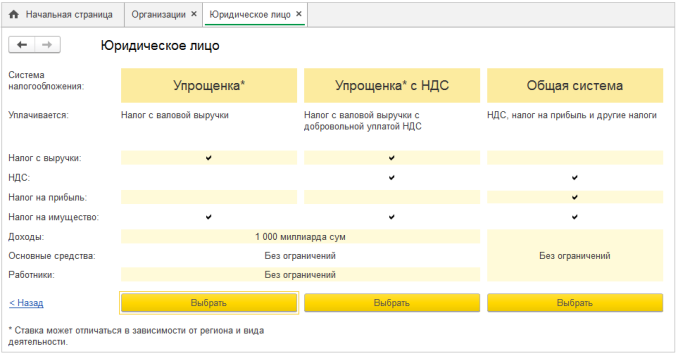 Начальная страница
Организации ×
Юридическое лицо ×
Юридическое лицо
Система
налогообложения:
Упрощенка*
Упрощенка* с НДС
Общая система
Уплачивается:
Налог с валовой выручки
Налог с валовой выручки с
добровольной уплатой НДС
НДС, налог на прибыль и другие налоги
Налог с выручки:
НДС:
Налог на прибыль:
Налог на имущество:
Доходы:
1 000 миллиарда сум
Основные средства:
Без ограничений
Без ограничений
Работники:
Без ограничений
< Назад
Выбрать
Выбрать
Выбрать
* Ставка может отличаться в зависимости от региона и вида
деятельности.